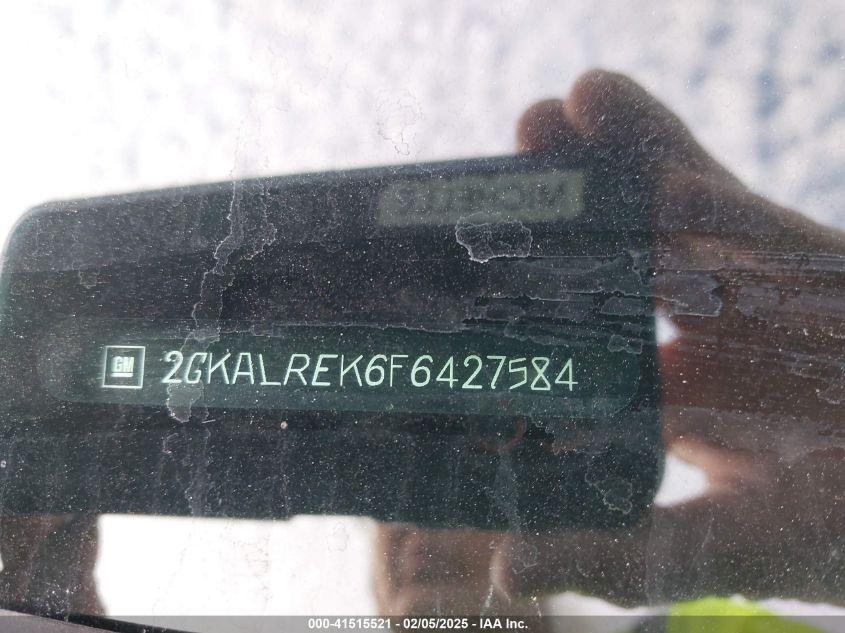 GM 2GKALREK6F6427584
000-41515521 - 02/05/2025 - IAA Inc.